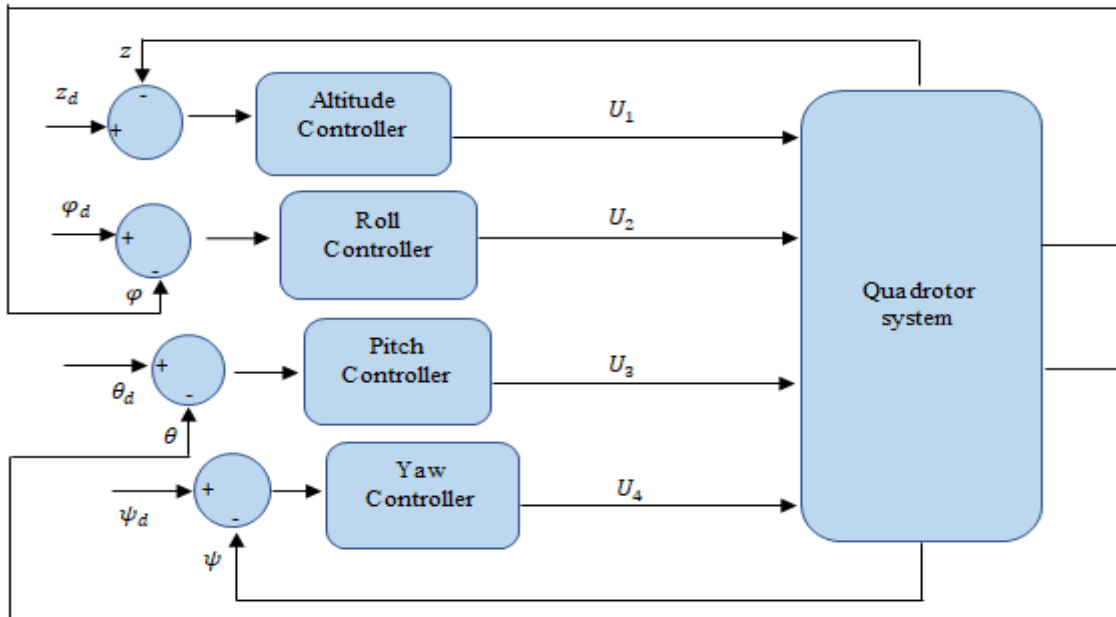 z
-
z_d
+
Altitude
Controller
U_1
φ_d
+
-
φ
Roll
Controller
U_2
Quadrotor
system
θ_d
+
-
θ
Pitch
Controller
U_3
ψ_d
+
-
ψ
Yaw
Controller
U_4